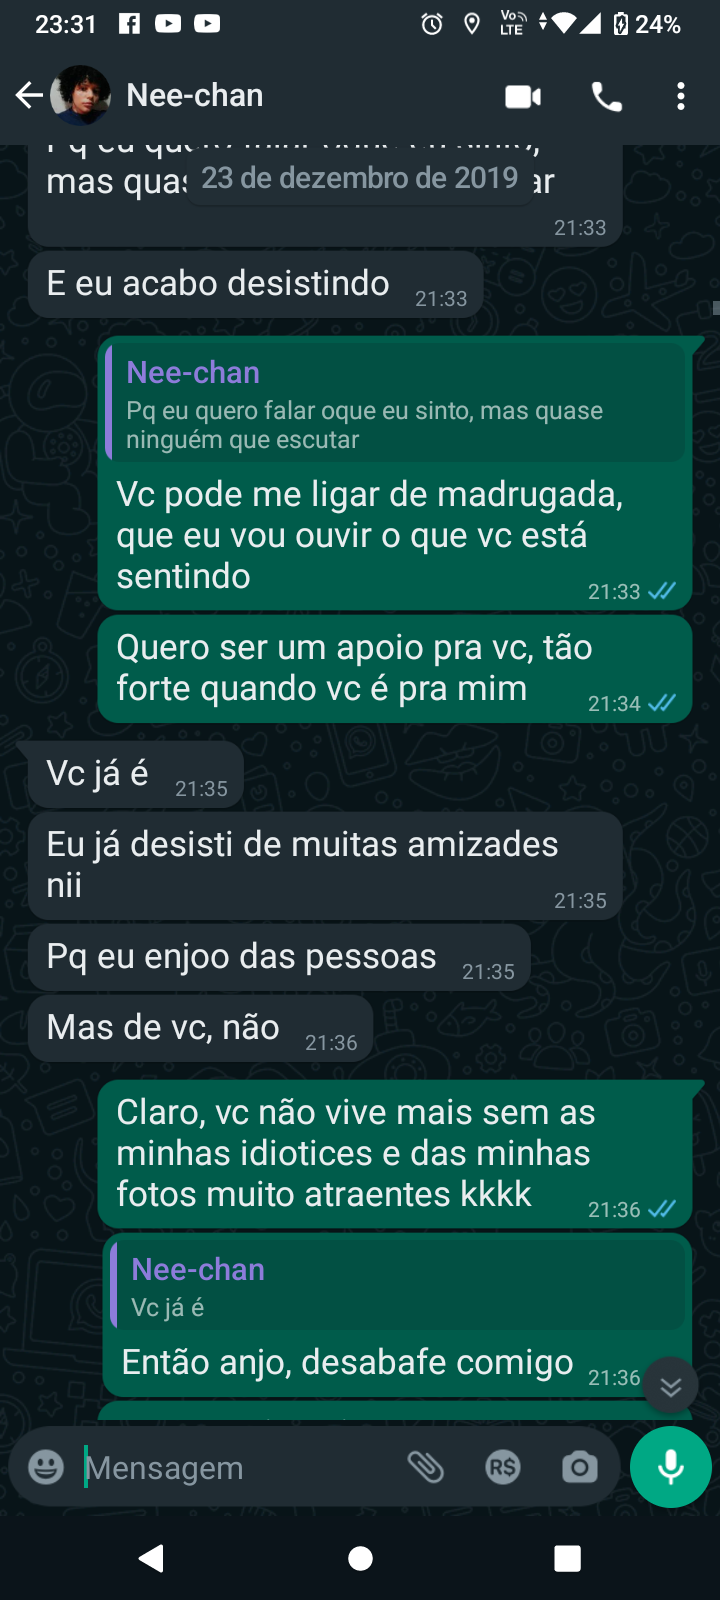 23:31
Vo
LTE
24%
Nee-chan
mas
23 de dezembro de 2019
21:33
E eu acabo desistindo
21:33
Nee-chan
Pq eu quero falar oque eu sinto, mas quase
ninguém que escutar
Vc pode me ligar de madrugada,
que eu vou ouvir o que vc está
sentindo
21:33
Quero ser um apoio pra vc, tão
forte quando vc é pra mim
21:34
Vc já é
21:35
Eu já desisti de muitas amizades
nii
21:35
Pq eu enjoo das pessoas
21:35
Mas de vc, não
21:36
Claro, vc não vive mais sem as
minhas idiotices e das minhas
fotos muito atraentes kkkk
21:36
Nee-chan
Vc já é
Então anjo, desabafe comigo
21:36
Mensagem
R$